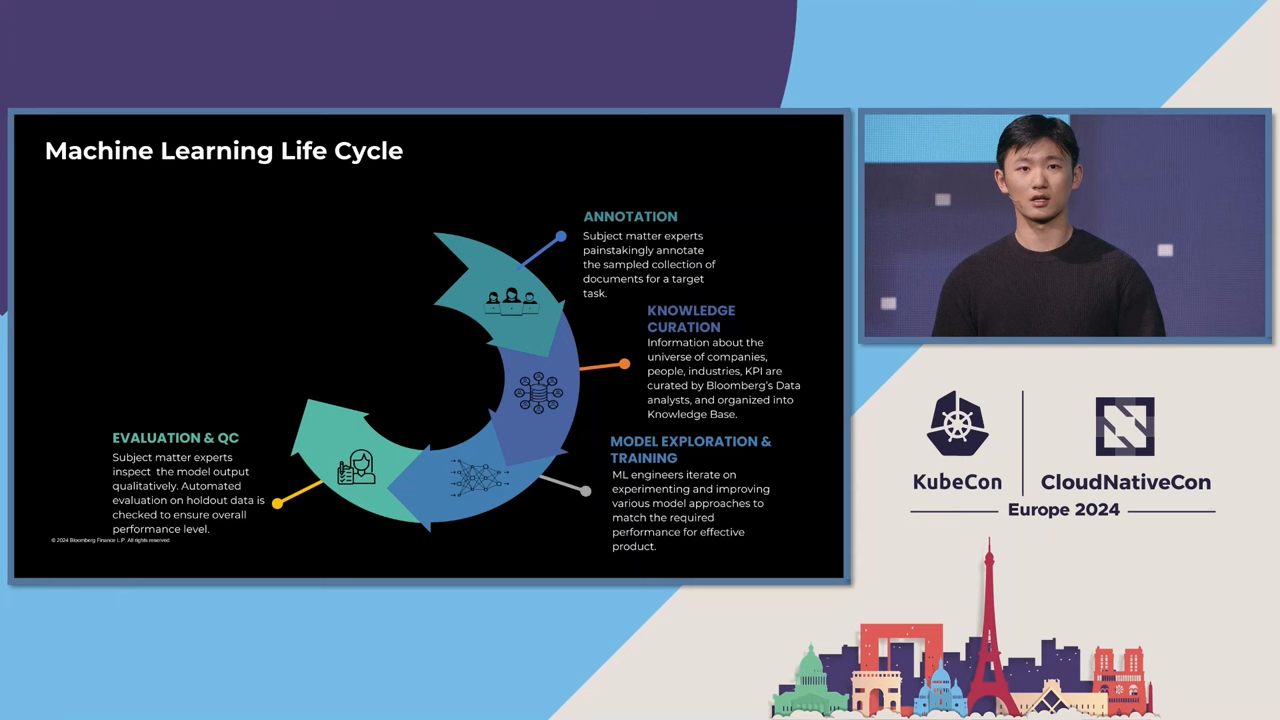 Machine Learning Life Cycle
ANNOTATION
Subject matter experts
painstakingly annotate
the sampled collection of
documents for a target
task.
KNOWLEDGE
CURATION
Information about the
universe of companies,
people, industries, KPI are
curated by Bloomberg's Data
analysts, and organized into
Knowledge Base.
MODEL EXPLORATION &
TRAINING
ML engineers iterate on
experimenting and improving
various model approaches to
match the required
performance for effective
product.
EVALUATION & QC
Subject matter experts
inspect the model output
qualitatively. Automated
evaluation on holdout data is
checked to ensure overall
performance level.
© 2024 Bloomberg Finance L.P. All rights reserved.
KubeCon
CloudNativeCon
Europe 2024